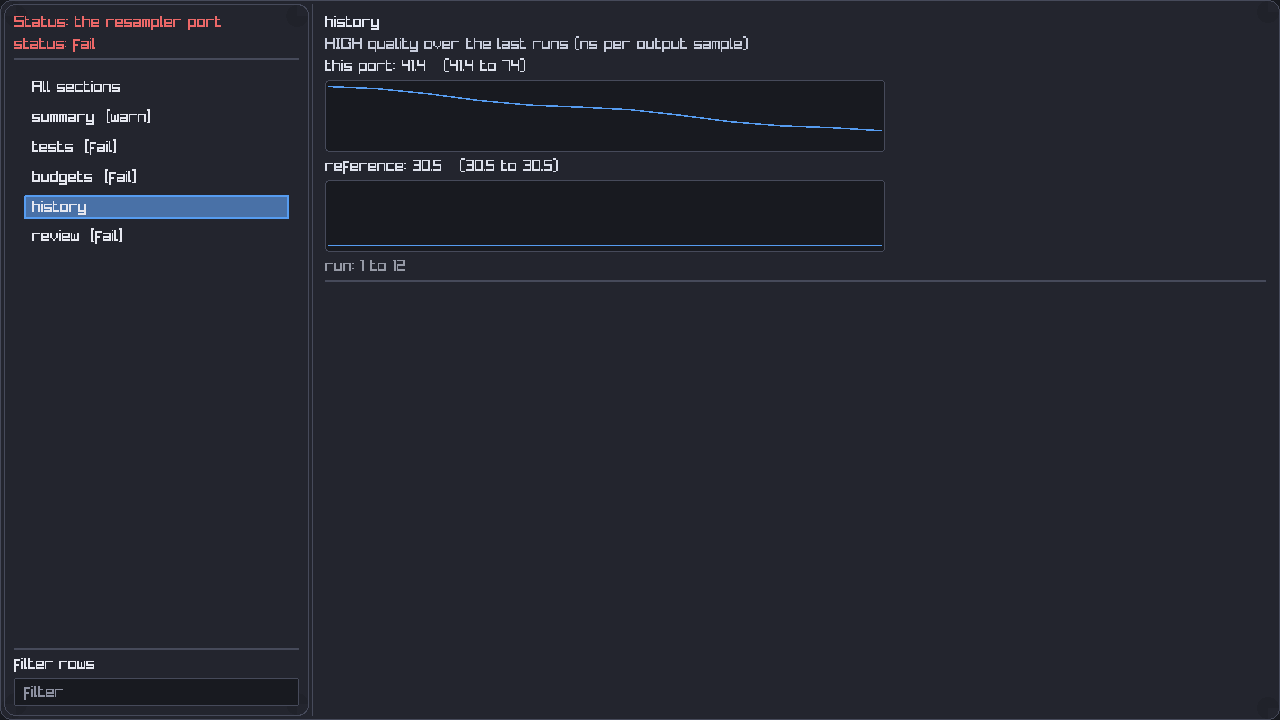 Status: the resampler port
status: fail
All sections
summary [warn]
tests [fail]
budgets [fail]
history
review [fail]
Filter rows
Filter
history
HIGH quality over the last runs (ns per output sample)
this port: 41.4 (41.4 to 74)
reference: 30.5 (30.5 to 30.5)
run: 1 to 12